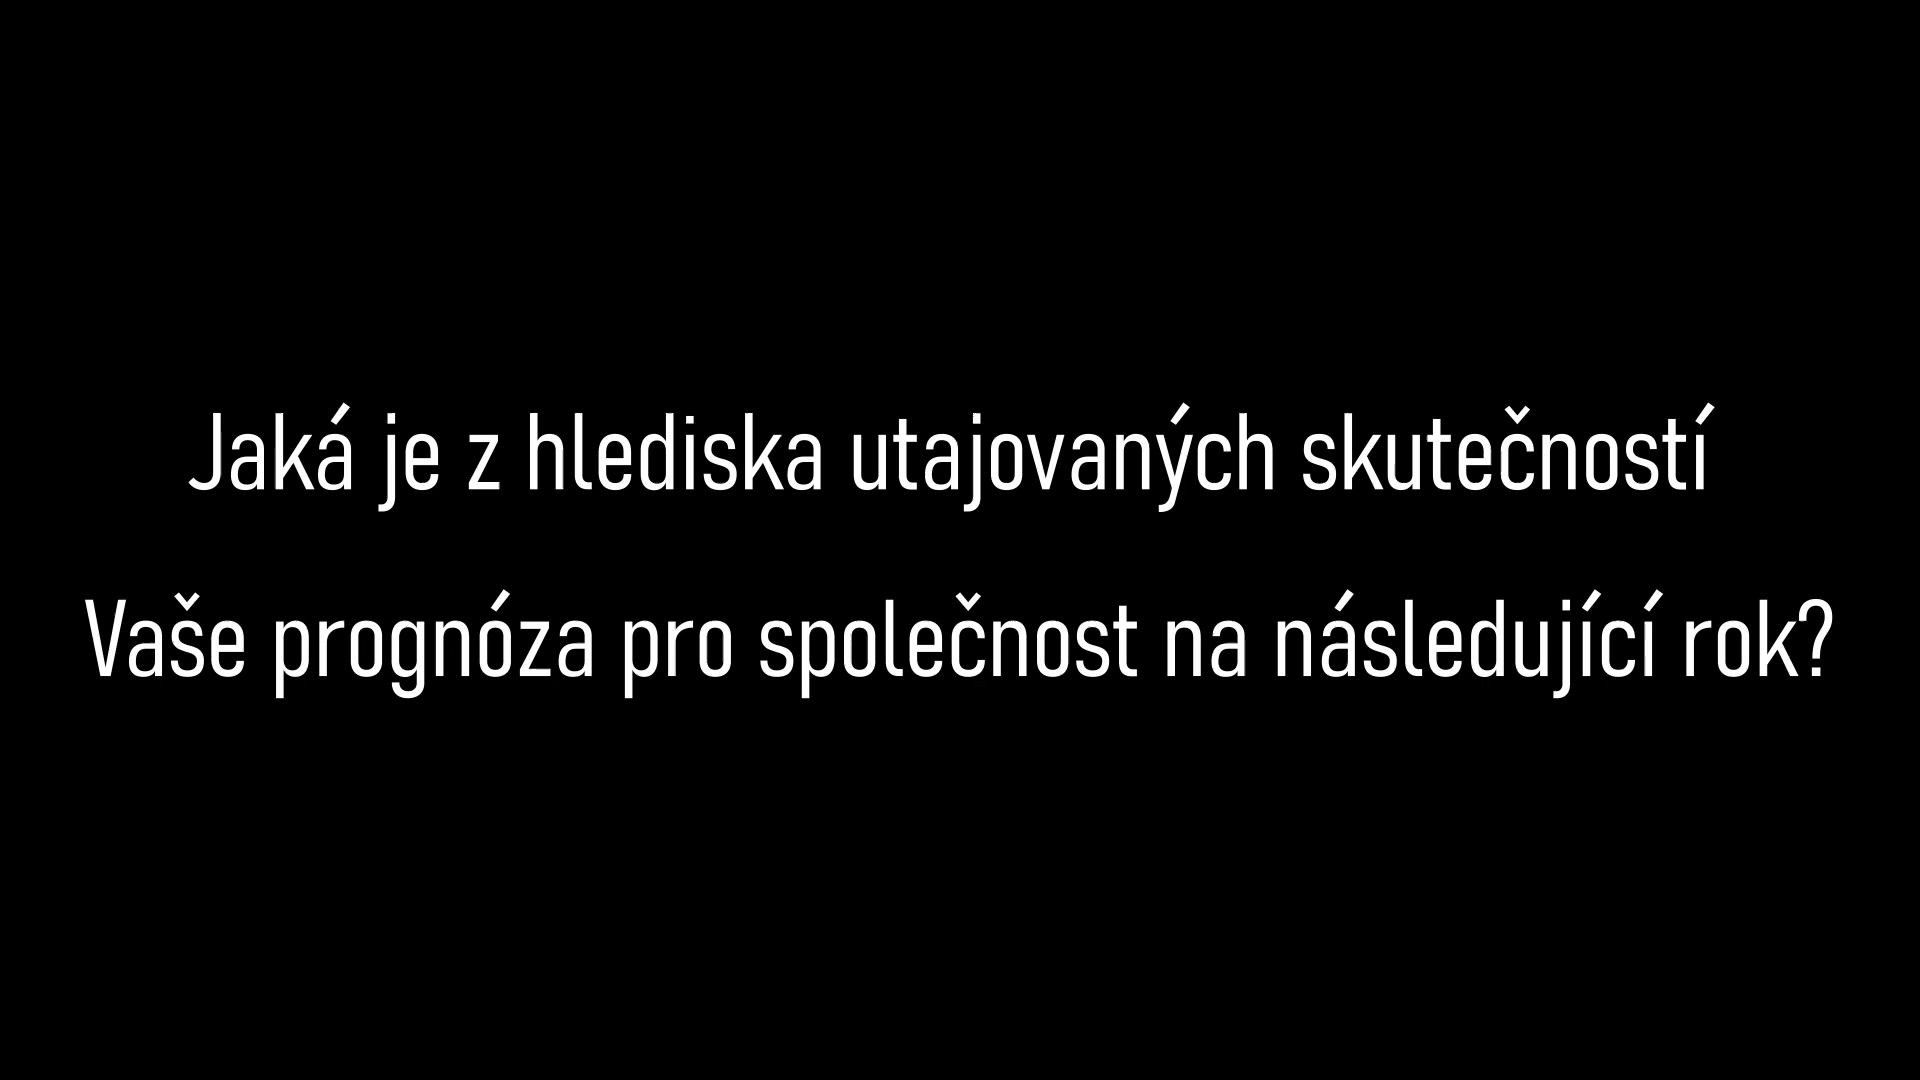 Jaká je z hlediska utajovaných skutečností
Vaše prognóza pro společnost na následující rok?